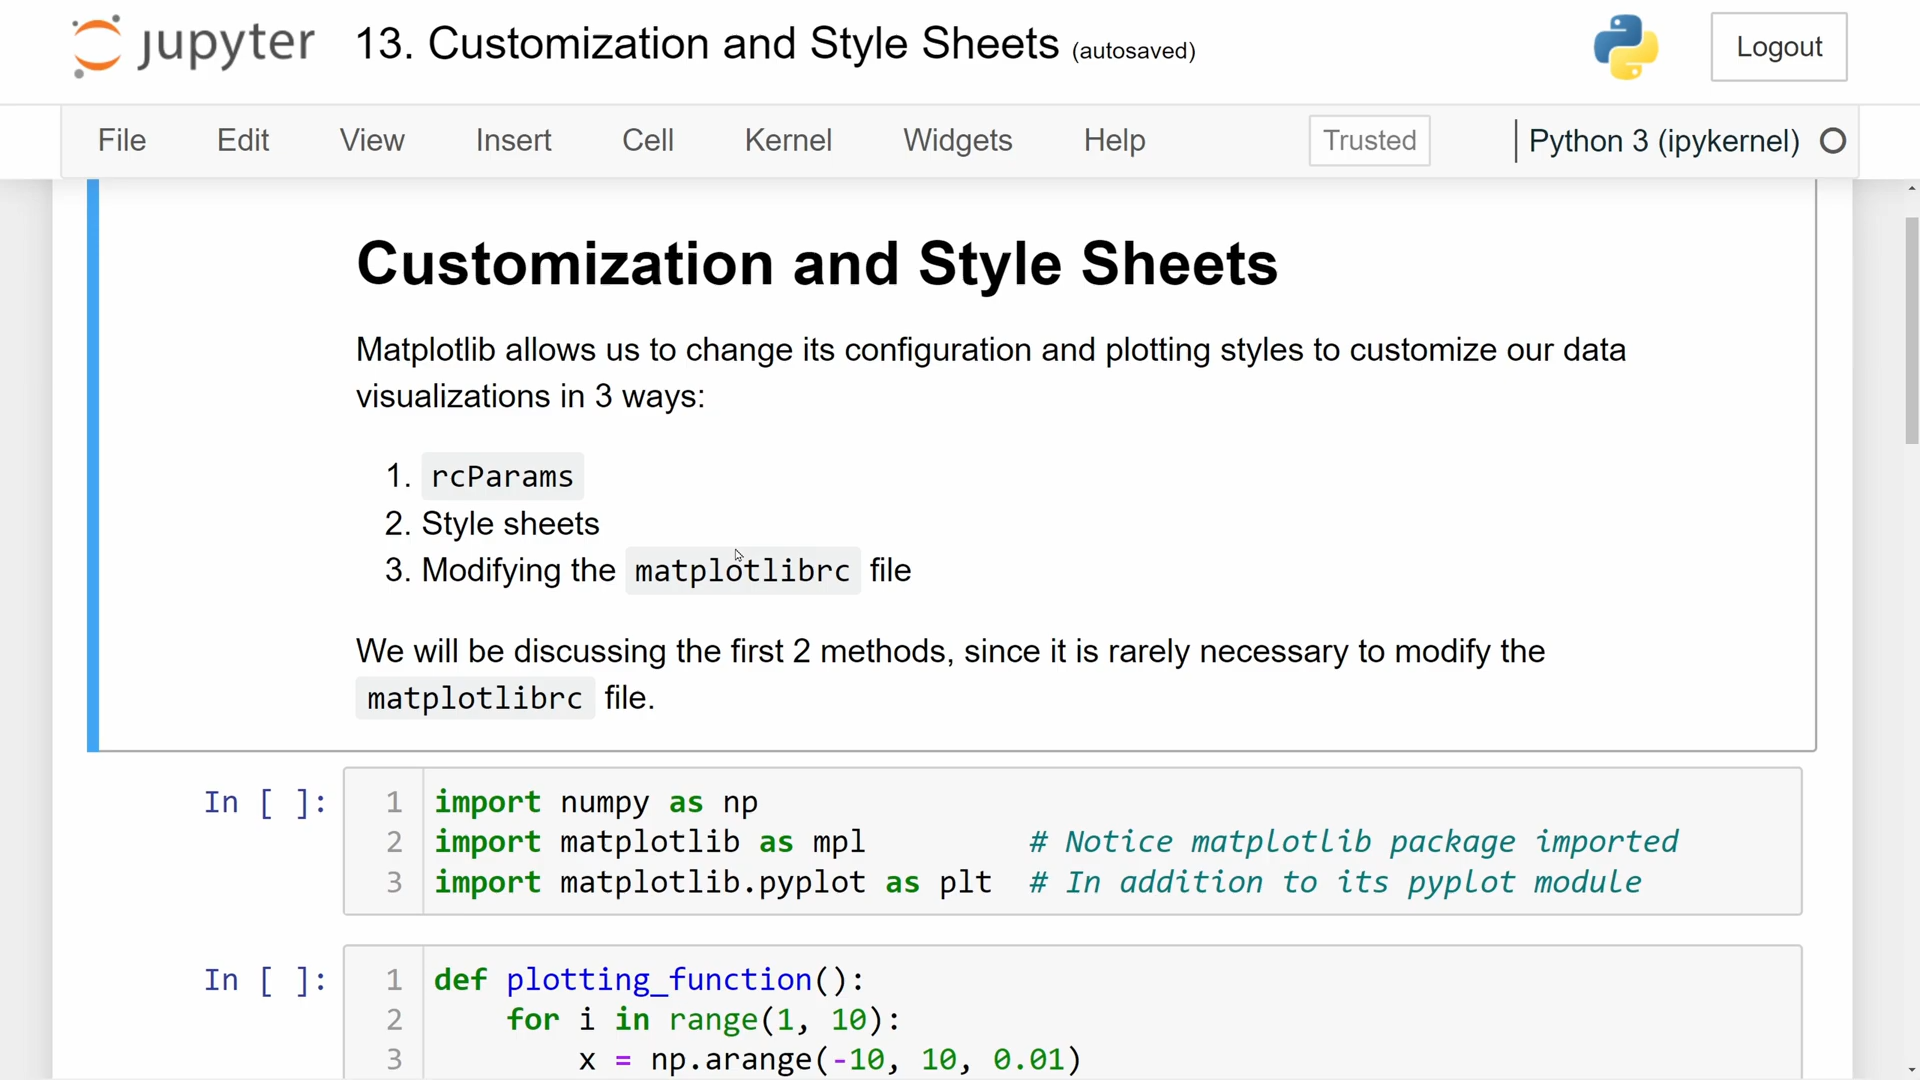 jupyter 13. Customization and Style Sheets (autosaved) Logout
File Edit View Insert Cell Kernel Widgets Help Trusted Python 3 (ipykernel)
Customization and Style Sheets
Matplotlib allows us to change its configuration and plotting styles to customize our data
visualizations in 3 ways:
1. rcParams
2. Style sheets
3. Modifying the matplotlibrc file
We will be discussing the first 2 methods, since it is rarely necessary to modify the
matplotlibrc file.
In [ ]: 1 import numpy as np
2 import matplotlib as mpl # Notice matplotlib package imported
3 import matplotlib.pyplot as plt # In addition to its pyplot module
In [ ]: 1 def plotting_function():
2 for i in range(1, 10):
3 x = np.arange(-10, 10, 0.01)